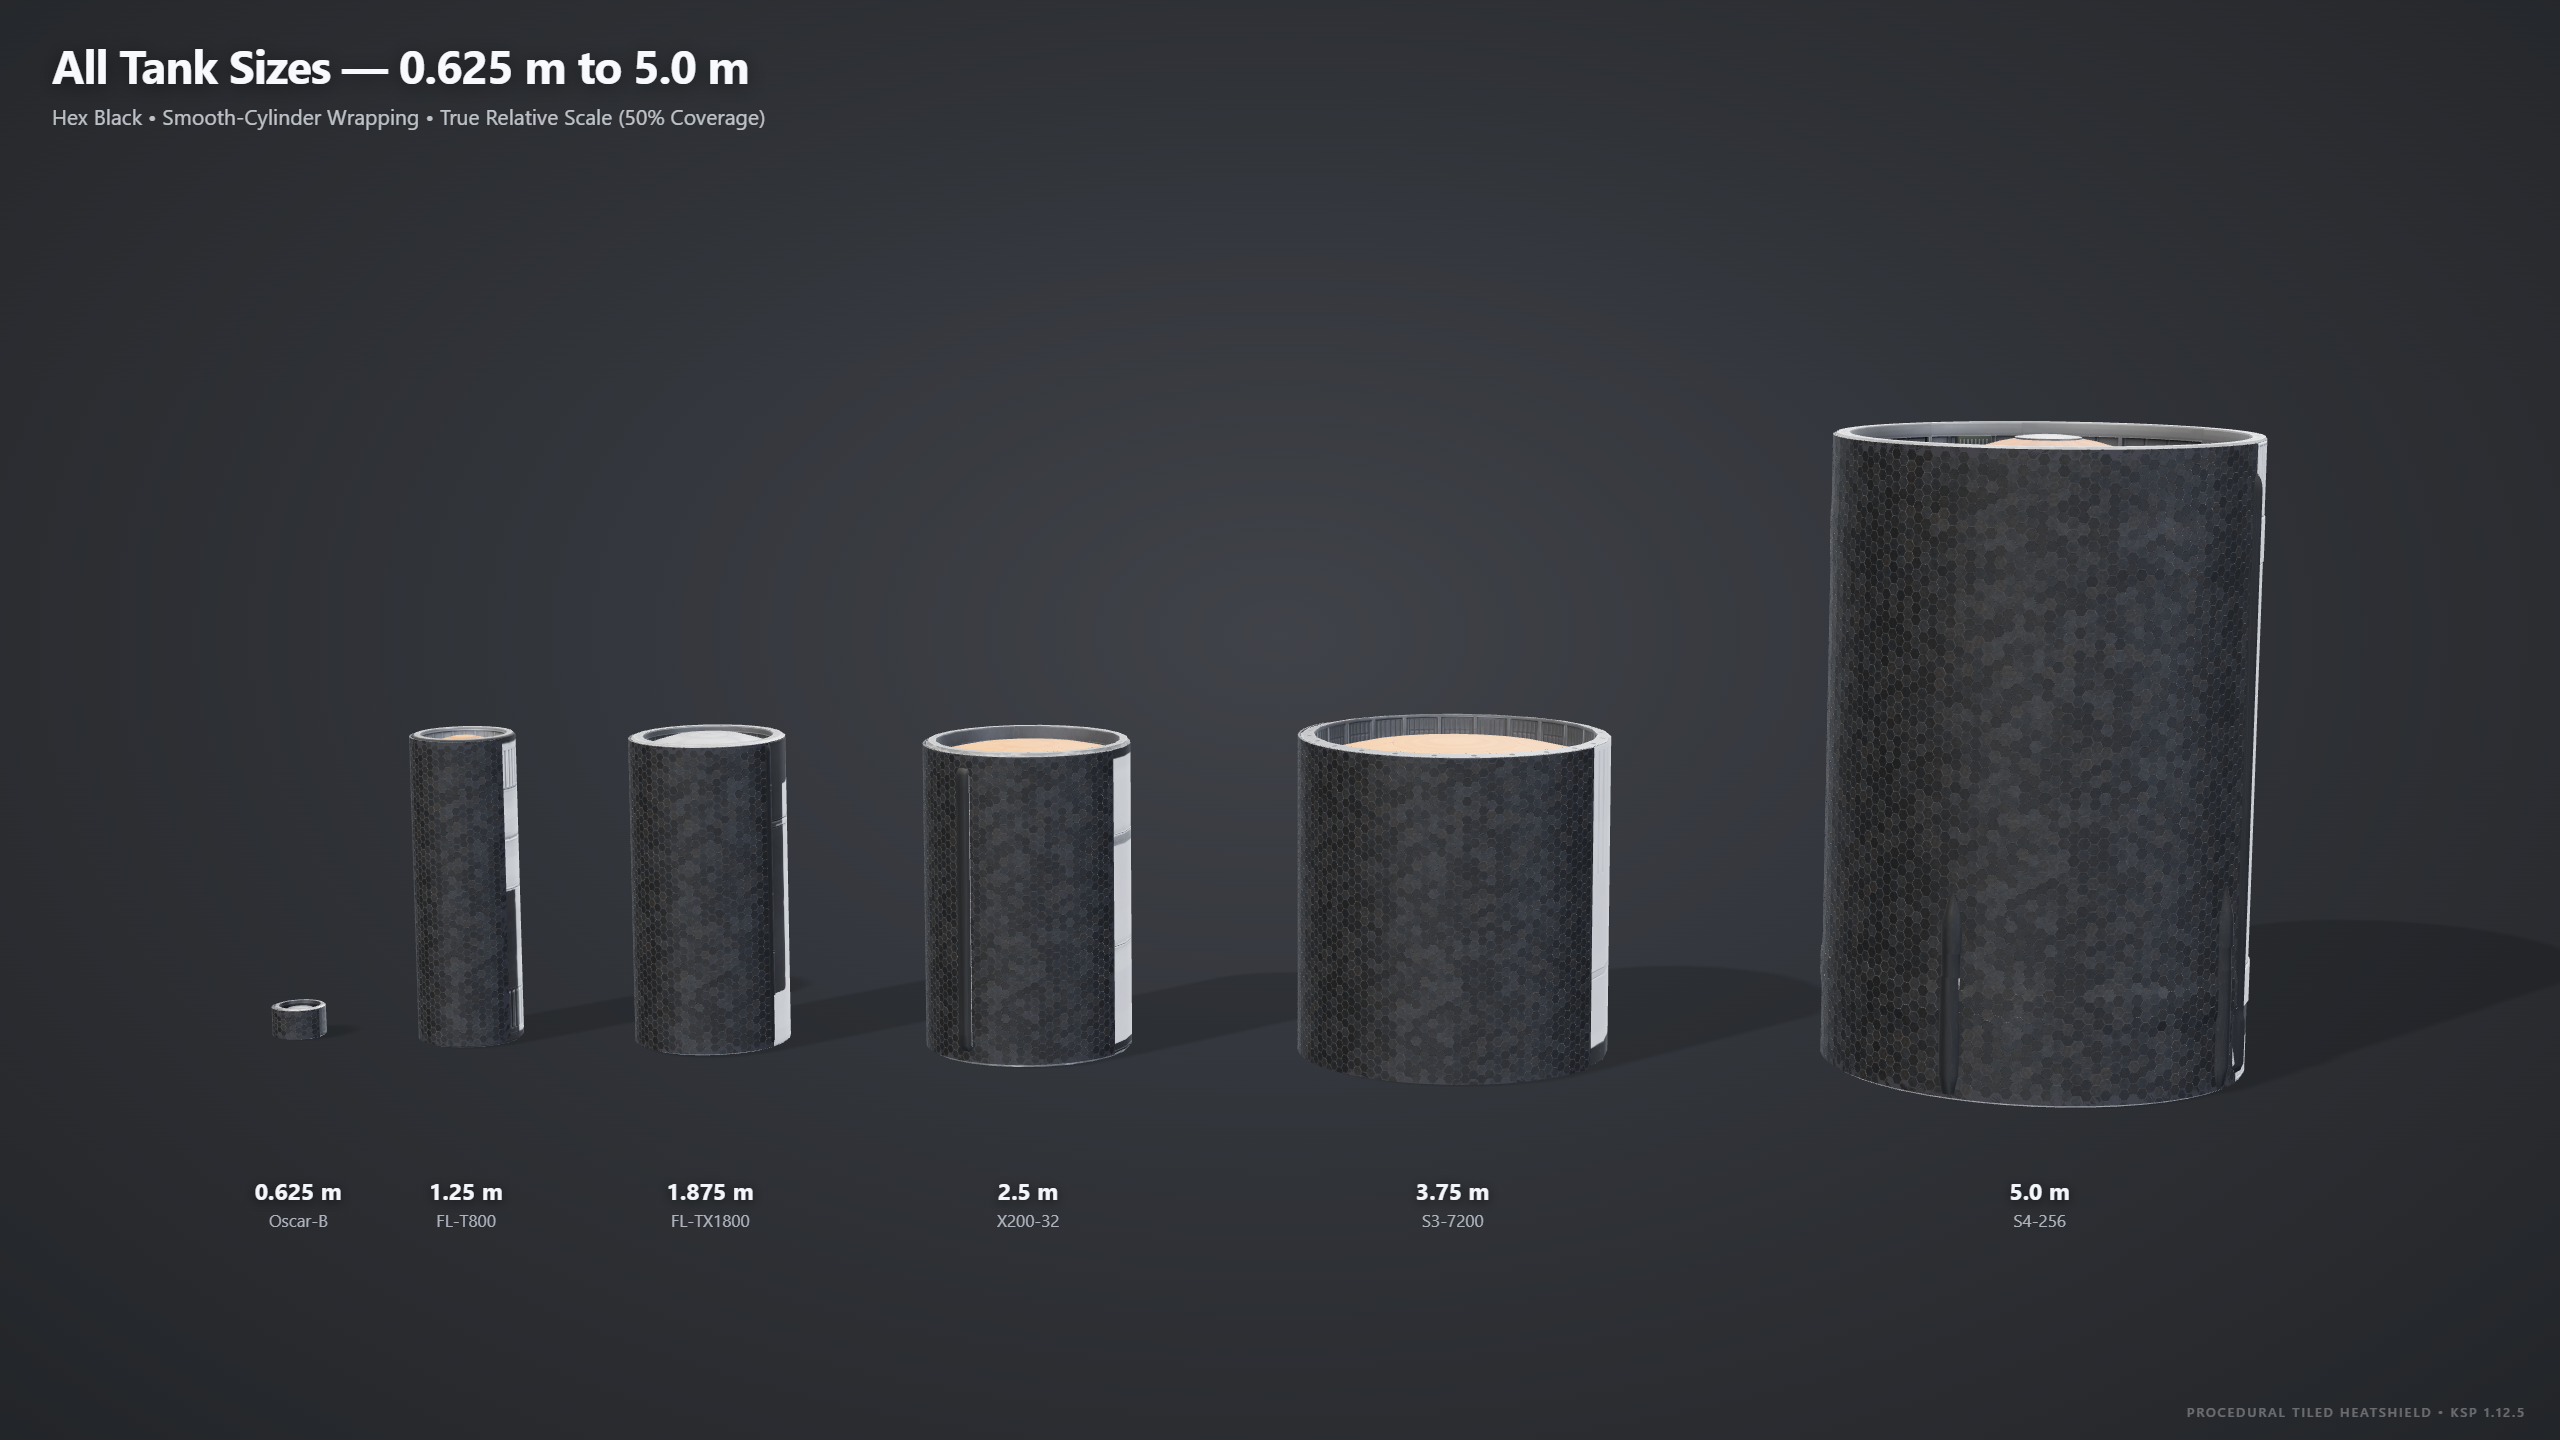 All Tank Sizes — 0.625 m to 5.0 m
Hex Black • Smooth-Cylinder Wrapping • True Relative Scale (50% Coverage)
0.625 m
Oscar-B
1.25 m
FL-T800
1.875 m
FL-TX1800
2.5 m
X200-32
3.75 m
S3-7200
5.0 m
S4-256
PROCEDURAL TILED HEATSHIELD • KSP 1.12.5